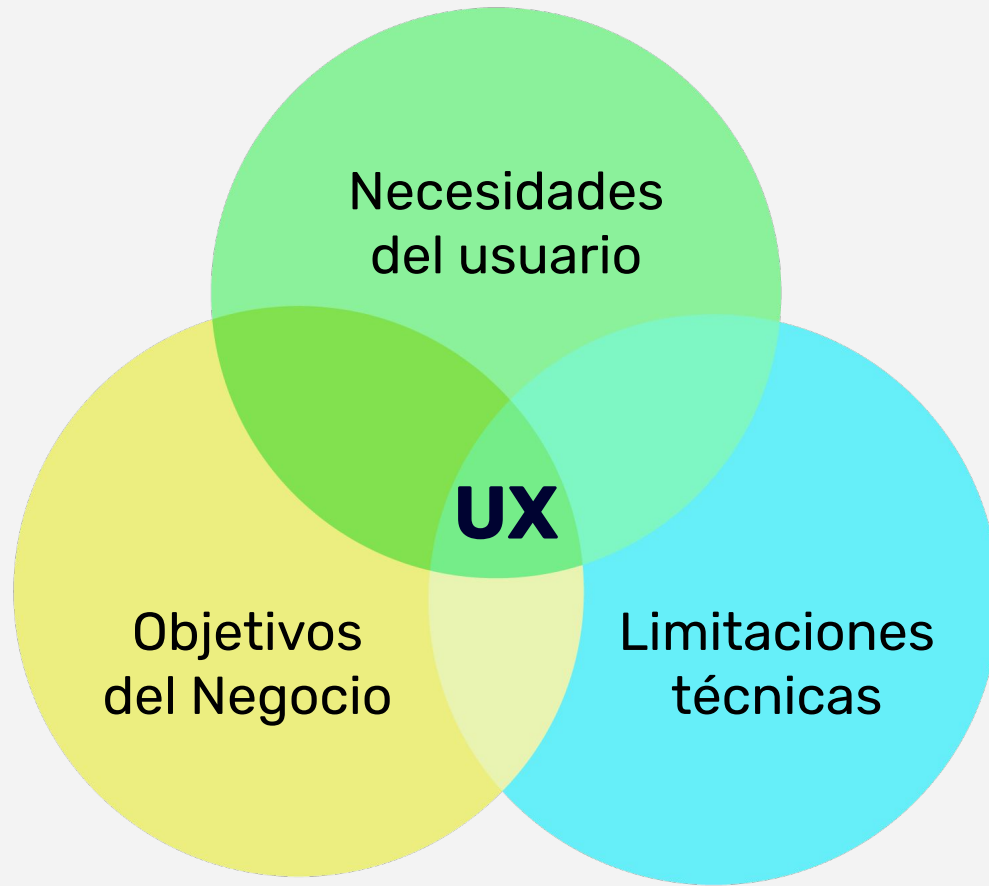 Necesidades
del usuario
UX
Objetivos
del Negocio
Limitaciones
técnicas